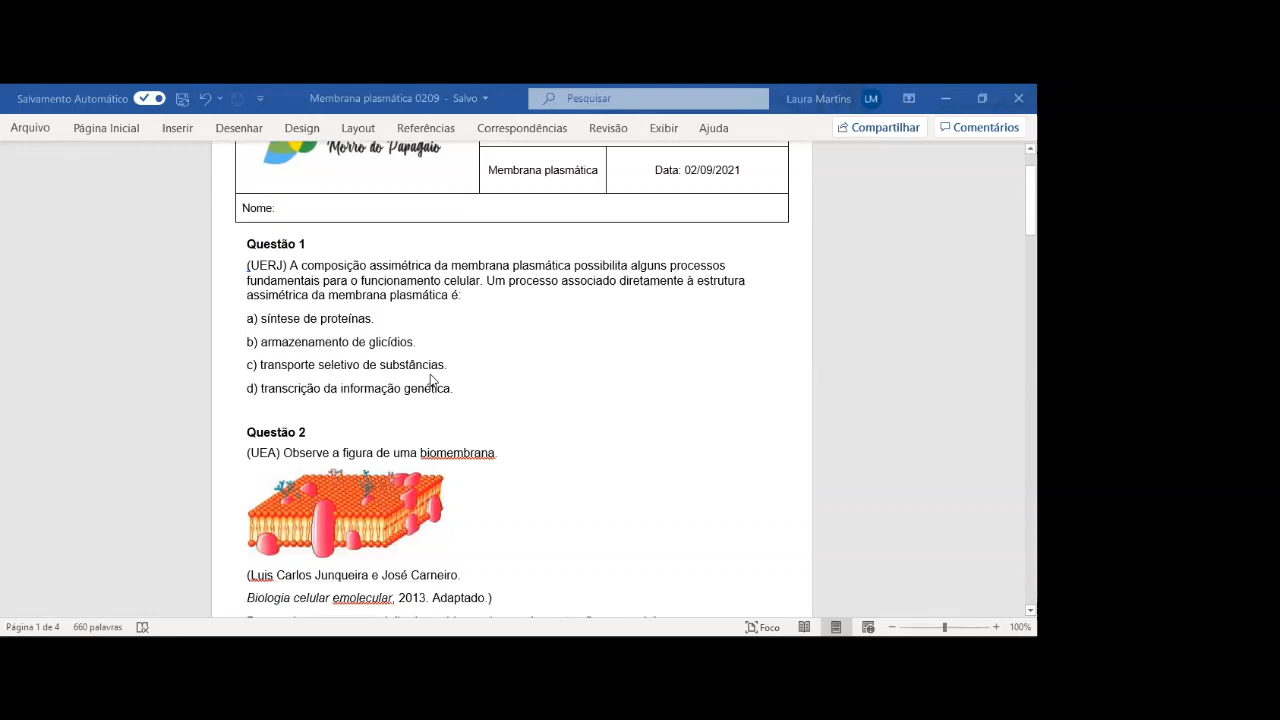 Salvamento Automático
Membrana plasmática 0209 - Salvo
Pesquisar
Laura Martins LM
Arquivo Página Inicial Inserir Desenhar Design Layout Referências Correspondências Revisão Exibir Ajuda Compartilhar Comentários
Morro do Papagaio
Membrana plasmática Data: 02/09/2021
Nome:
Questão 1
(UERJ) A composição assimétrica da membrana plasmática possibilita alguns processos
fundamentais para o funcionamento celular. Um processo associado diretamente à estrutura
assimétrica da membrana plasmática é:
a) síntese de proteínas.
b) armazenamento de glicídios.
c) transporte seletivo de substâncias.
d) transcrição da informação genética.
Questão 2
(UEA) Observe a figura de uma biomembrana.
(Luis Carlos Junqueira e José Carneiro.
Biologia celular emolecular, 2013. Adaptado.)
Página 1 de 4 660 palavras Foco 100%